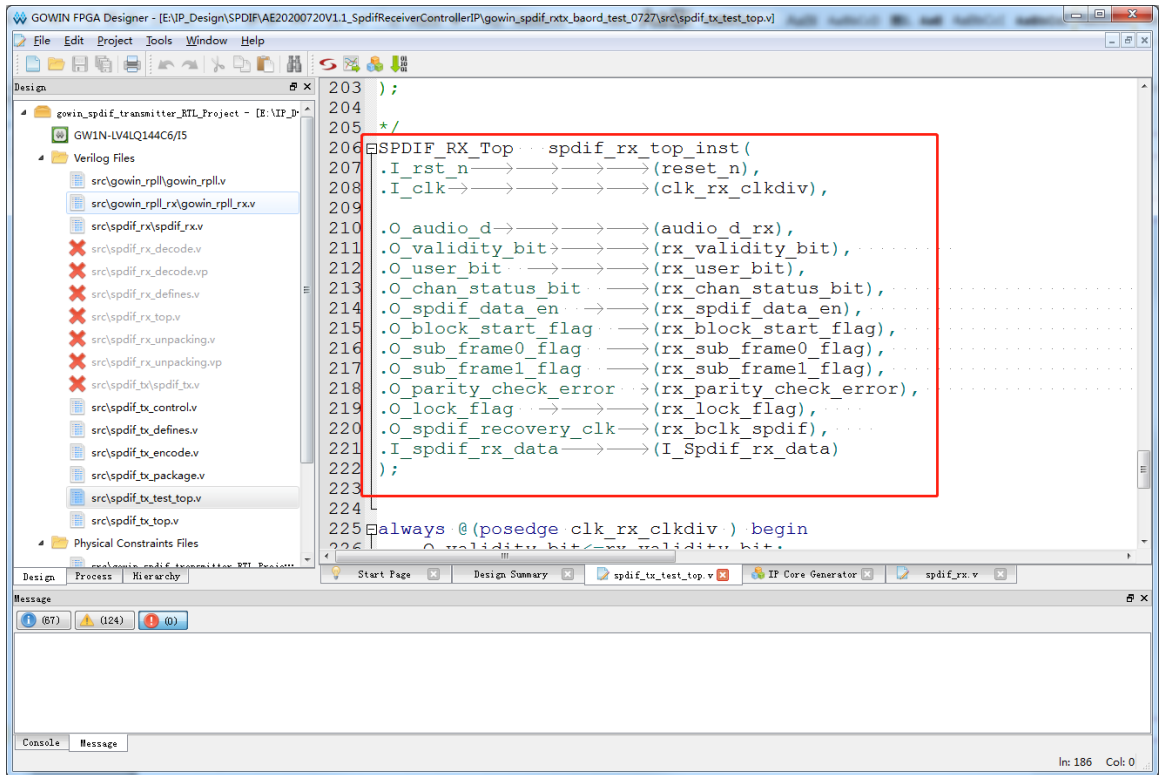 GOWIN FPGA Designer - [E:\IP_Design\SPDIF\AE20200720V1.1_SpdifReceiverControllerIP\gowin_spdif_rxtx_baord_test_0727\src\spdif_tx_test_top.v]
File Edit Project Tools Window Help
Design
gowin_spdif_transmitter_RTL_Project - [E:\IP_D
GW1N-LV4LQ144C6/I5
Verilog Files
src\gowin_rpll\gowin_rpll.v
src\gowin_rpll_rx\gowin_rpll_rx.v
src\spdif_rx\spdif_rx.v
src\spdif_rx_decode.v
src\spdif_rx_decode.vp
src\spdif_rx_defines.v
src\spdif_rx_top.v
src\spdif_rx_unpacking.v
src\spdif_rx_unpacking.vp
src\spdif_tx\spdif_tx.v
src\spdif_tx_control.v
src\spdif_tx_defines.v
src\spdif_tx_encode.v
src\spdif_tx_package.v
src\spdif_tx_test_top.v
src\spdif_tx_top.v
Physical Constraints Files
Design Process Hierarchy
203 );
204
205 */
206 SPDIF_RX_Top spdif_rx_top_inst(
207 .I_rst_n (reset_n),
208 .I_clk (clk_rx_clkdiv),
209
210 .O_audio_d (audio_d_rx),
211 .O_validity_bit (rx_validity_bit),
212 .O_user_bit (rx_user_bit),
213 .O_chan_status_bit (rx_chan_status_bit),
214 .O_spdif_data_en (rx_spdif_data_en),
215 .O_block_start_flag (rx_block_start_flag),
216 .O_sub_frame0_flag (rx_sub_frame0_flag),
217 .O_sub_frame1_flag (rx_sub_frame1_flag),
218 .O_parity_check_error (rx_parity_check_error),
219 .O_lock_flag (rx_lock_flag),
220 .O_spdif_recovery_clk (rx_bclk_spdif),
221 .I_spdif_rx_data (I_Spdif_rx_data)
222 );
223
224
225 always @(posedge clk_rx_clkdiv ) begin
226 O_validity_bit<=rx_validity_bit;
Start Page Design Summary spdif_tx_test_top.v IP Core Generator spdif_rx.v
Message
(67) (124) (0)
Console Message
ln: 186 Col: 0